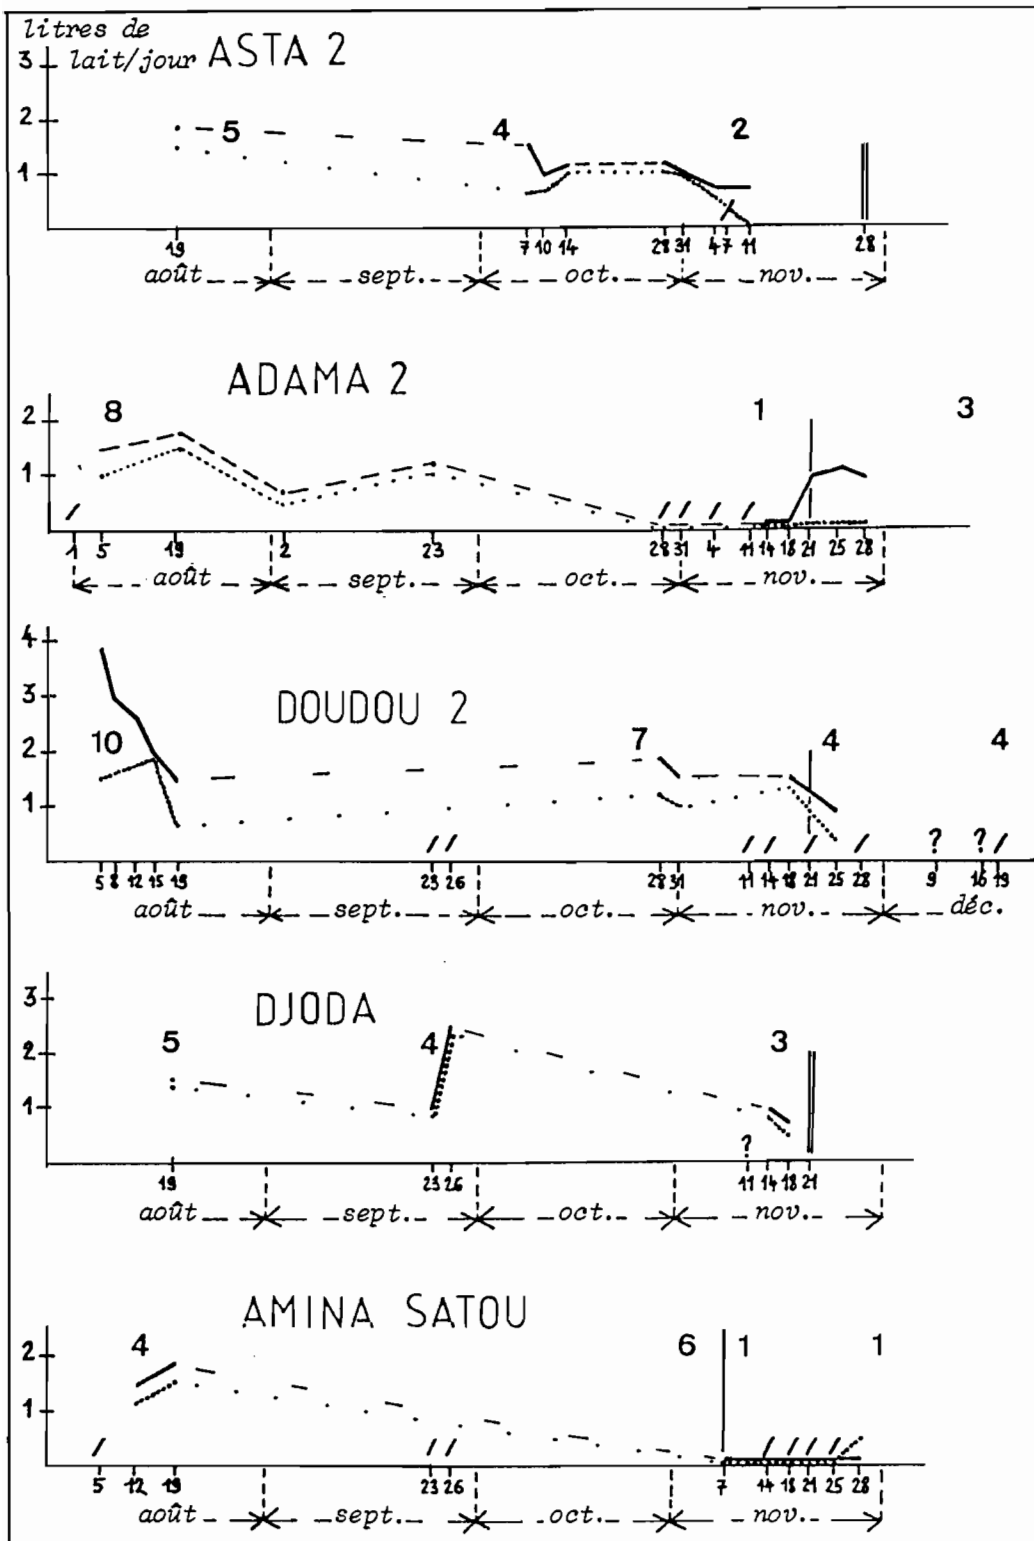 litres de
3 lait/jour ASTA 2
2 5 4 2
1
19 7 10 14 28 31 4 7 11 28
août sept. oct. nov.
ADAMA 2
2 8 1 3
1
1 5 19 2 23 28 31 4 11 14 18 21 25 28
août sept. oct. nov.
4
3 DOUDOU 2
2 10 7 4 4
1
? ?
5 8 12 15 19 23 26 28 31 11 14 18 21 25 28 9 16 19
août sept. oct. nov. déc.
3 DJODA
2 5 4 3
1
?
19 23 26 11 14 18 21
août sept. oct. nov.
AMINA SATOU
2 4 6 1 1
1
5 12 19 23 26 7 14 18 21 25 28
août sept. oct. nov.